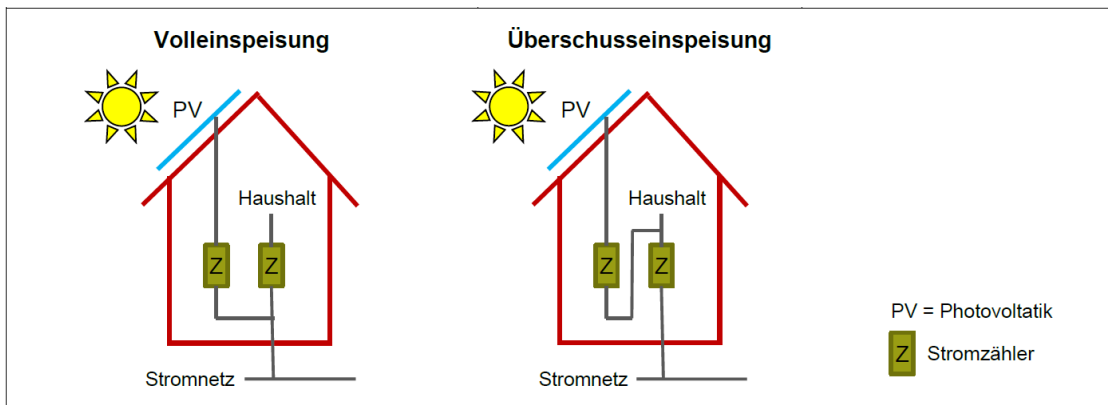 Volleinspeisung
PV
Haushalt
Z Z
Stromnetz
Überschusseinspeisung
PV
Haushalt
Z Z
Stromnetz
PV = Photovoltatik
Z Stromzähler